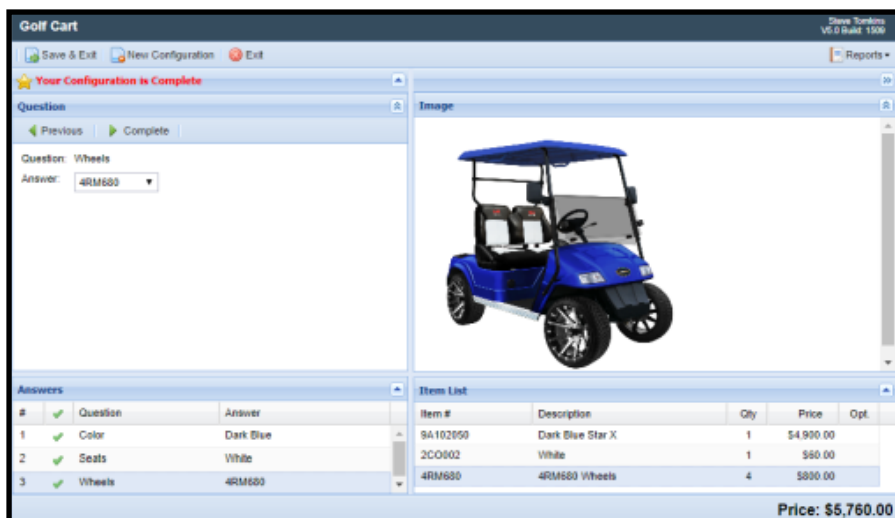 Golf Cart
Steve Tomkins
V5.0 Build 1509
Save & Exit New Configuration Exit Reports
Your Configuration is Complete
Question
Previous Complete
Question: Wheels
Answer: 4RM680
Image
Answers
# Question Answer
1 Color Dark Blue
2 Seats White
3 Wheels 4RM680
Item List
Item # Description Qty Price Opt.
9A102050 Dark Blue Star X 1 $4,900.00
2CO002 White 1 $60.00
4RM680 4RM680 Wheels 4 $800.00
Price: $5,760.00